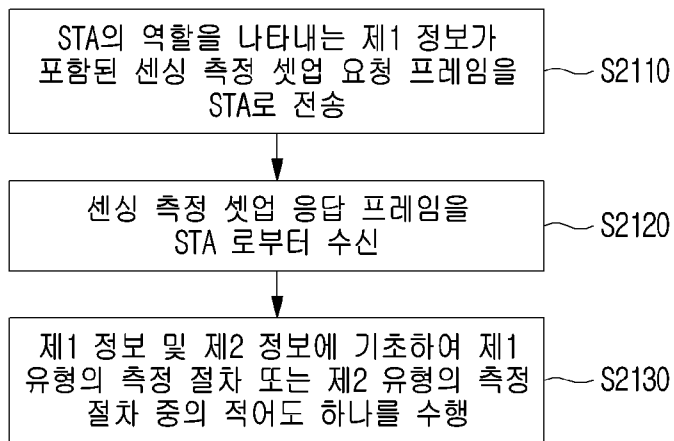 STA의 역할을 나타내는 제1 정보가
포함된 센싱 측정 셋업 요청 프레임을
STA로 전송
S2110
센싱 측정 셋업 응답 프레임을
STA 로부터 수신
S2120
제1 정보 및 제2 정보에 기초하여 제1
유형의 측정 절차 또는 제2 유형의 측정
절차 중의 적어도 하나를 수행
S2130